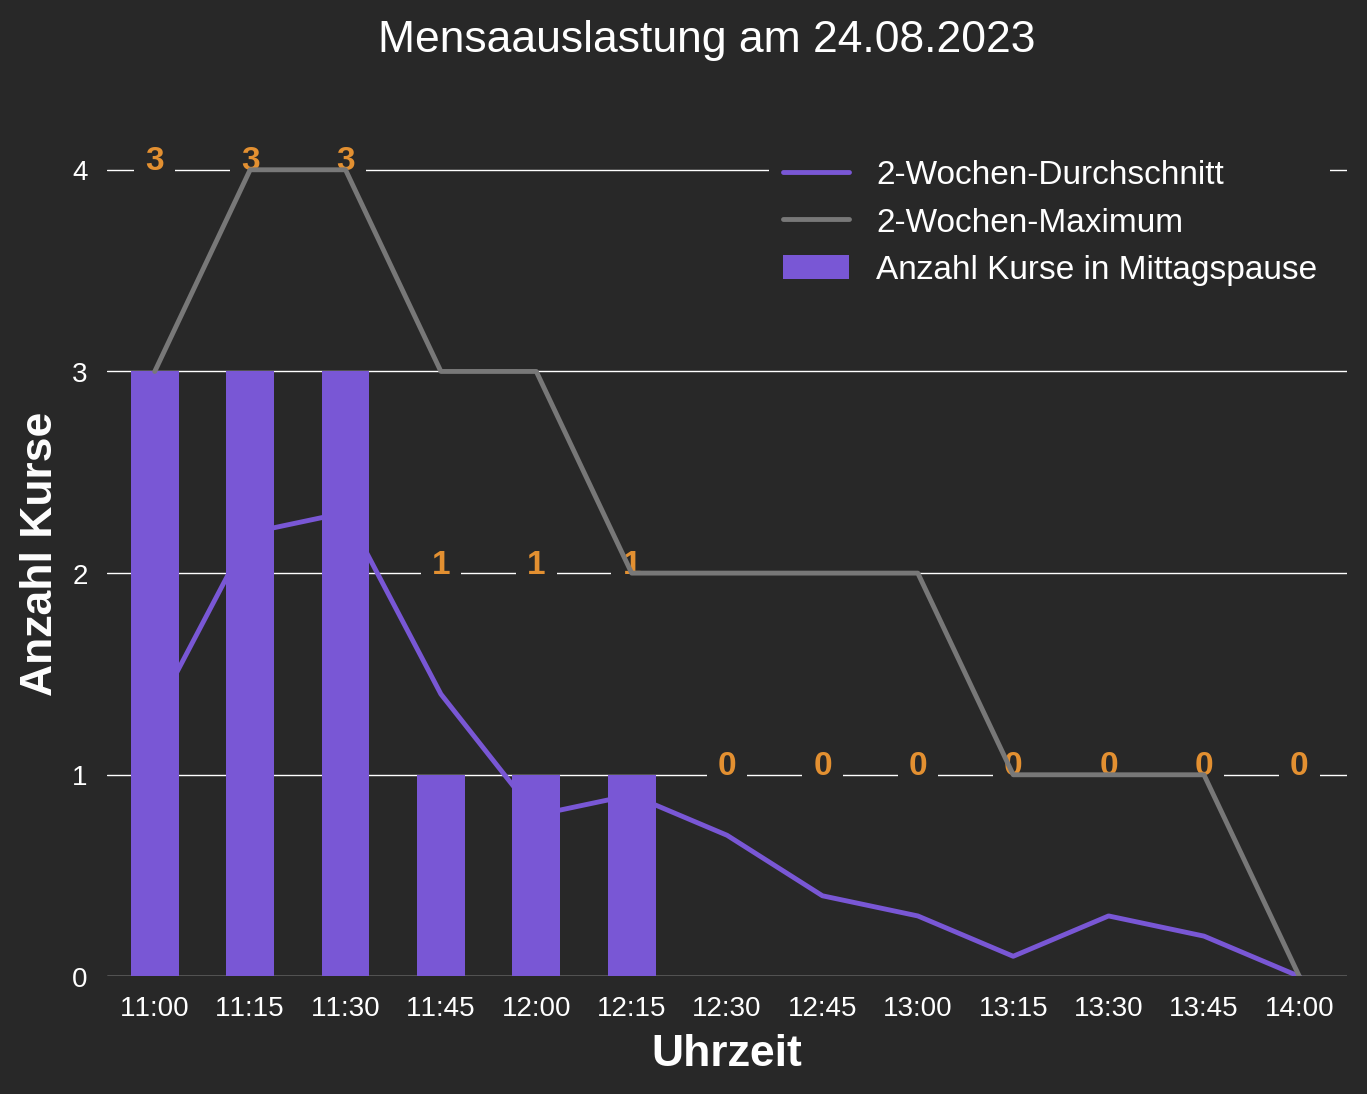 Mensaauslastung am 24.08.2023
2-Wochen-Durchschnitt
2-Wochen-Maximum
Anzahl Kurse in Mittagspause
Anzahl Kurse
4
3
2
1
0
3 3 3
1 1 1
0 0 0 0 0 0 0
11:00 11:15 11:30 11:45 12:00 12:15 12:30 12:45 13:00 13:15 13:30 13:45 14:00
Uhrzeit